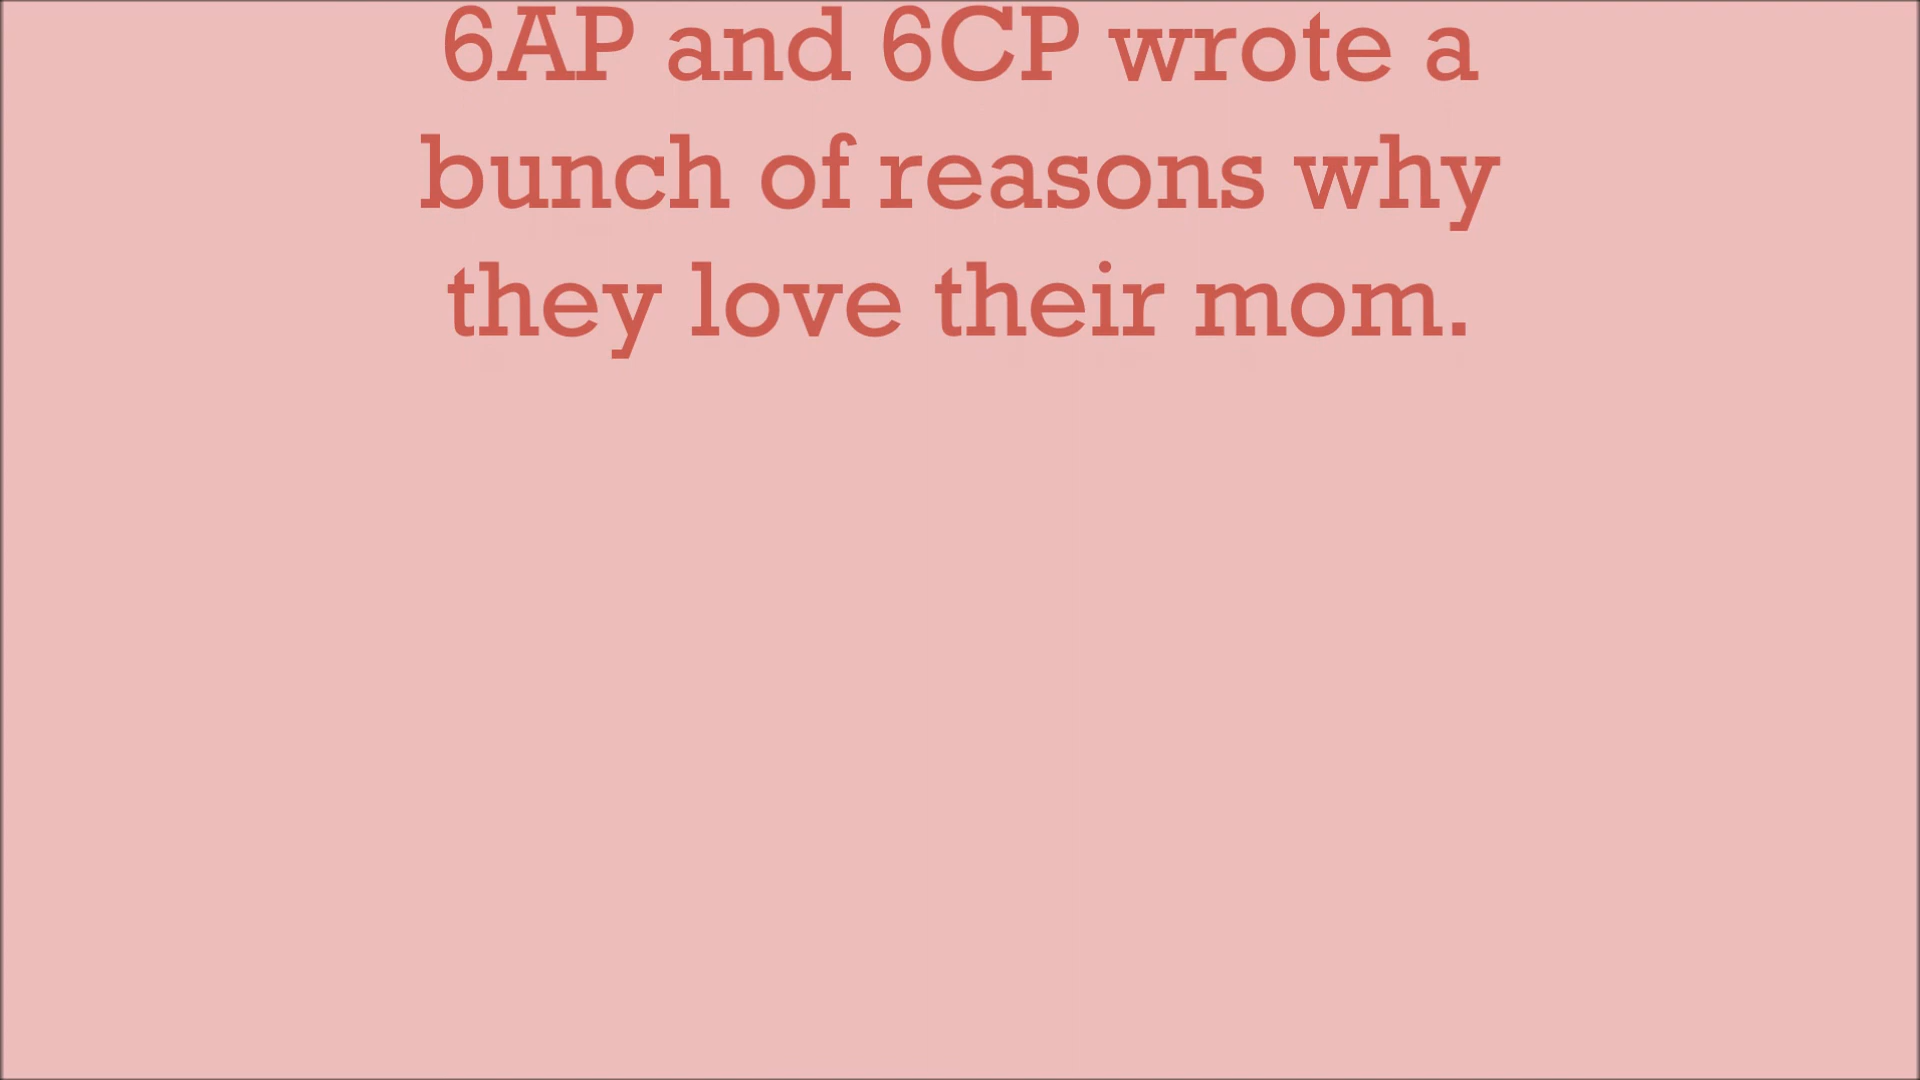 6AP and 6CP wrote a
bunch of reasons why
they love their mom.